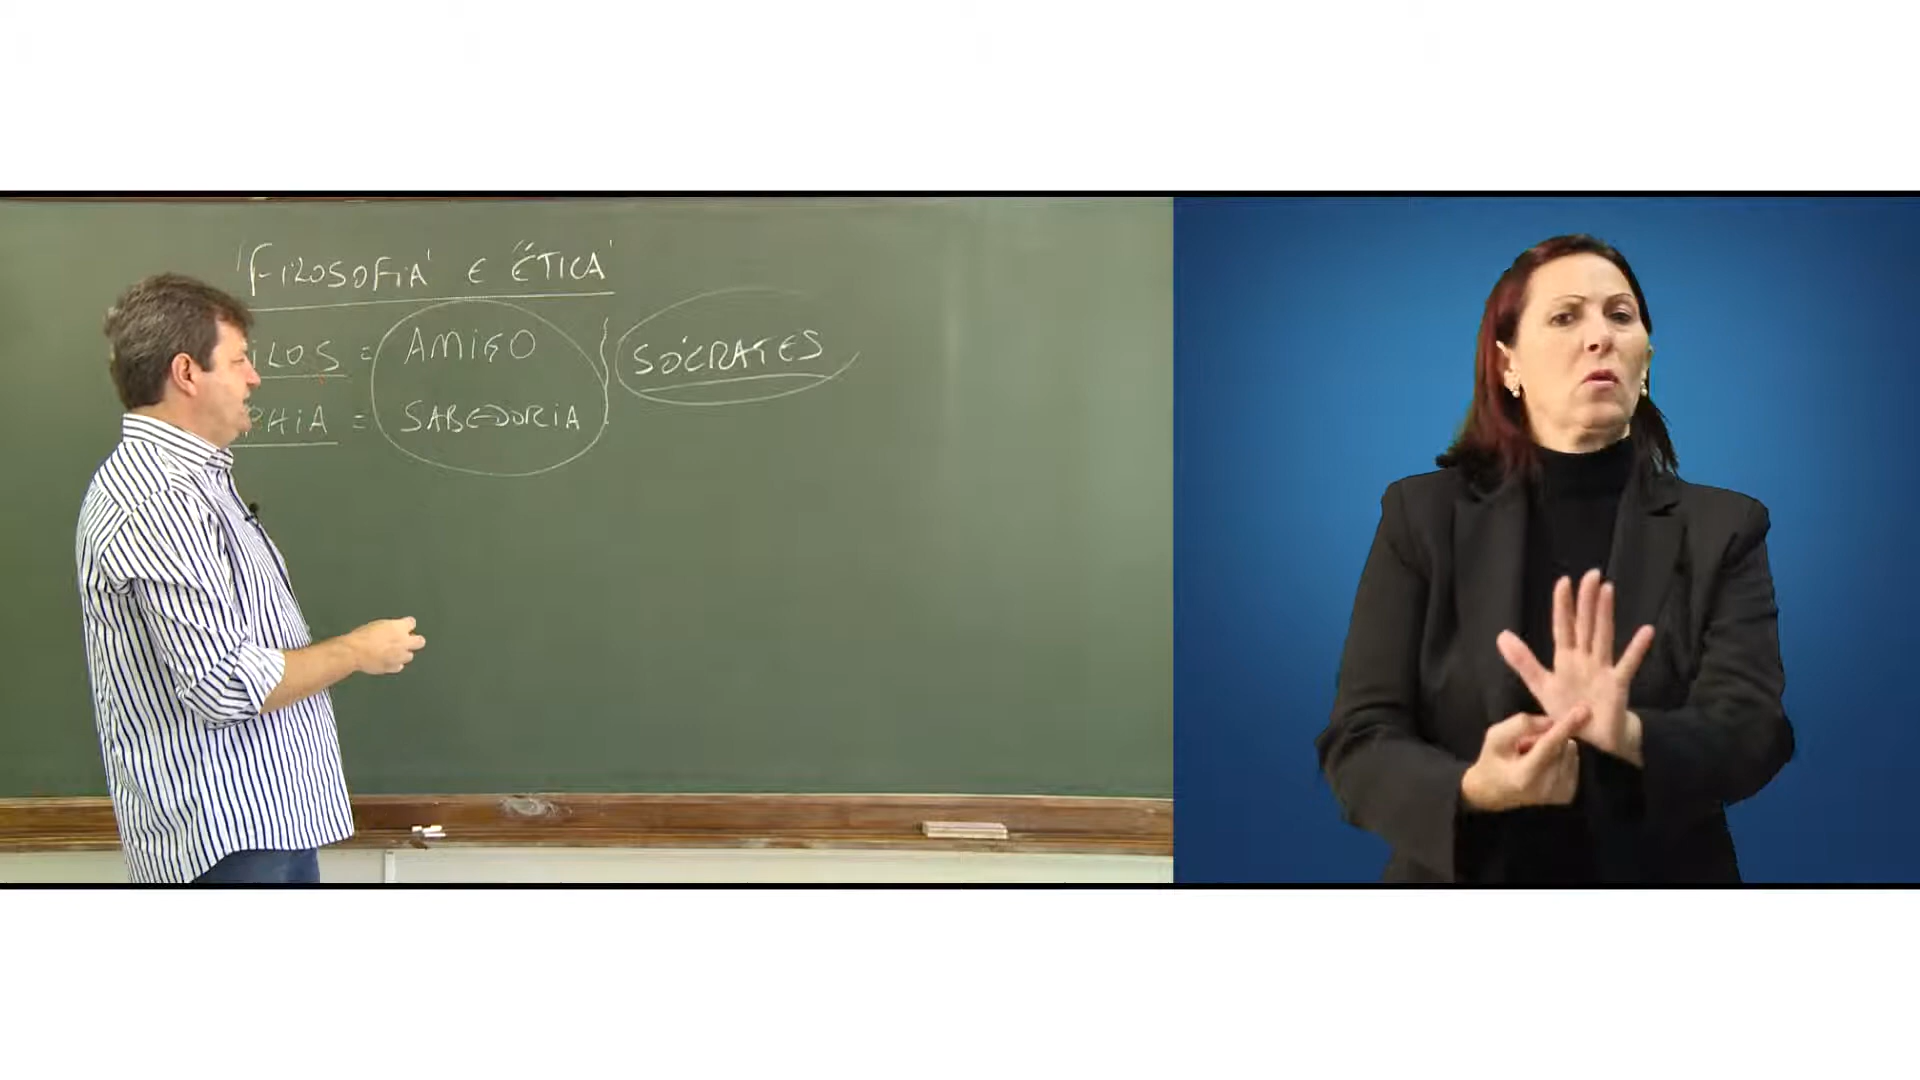 'FILOSOFIA' E 'ÉTICA'
ILOS = AMIGO
PHIA = SABEDORIA } SÓCRATES